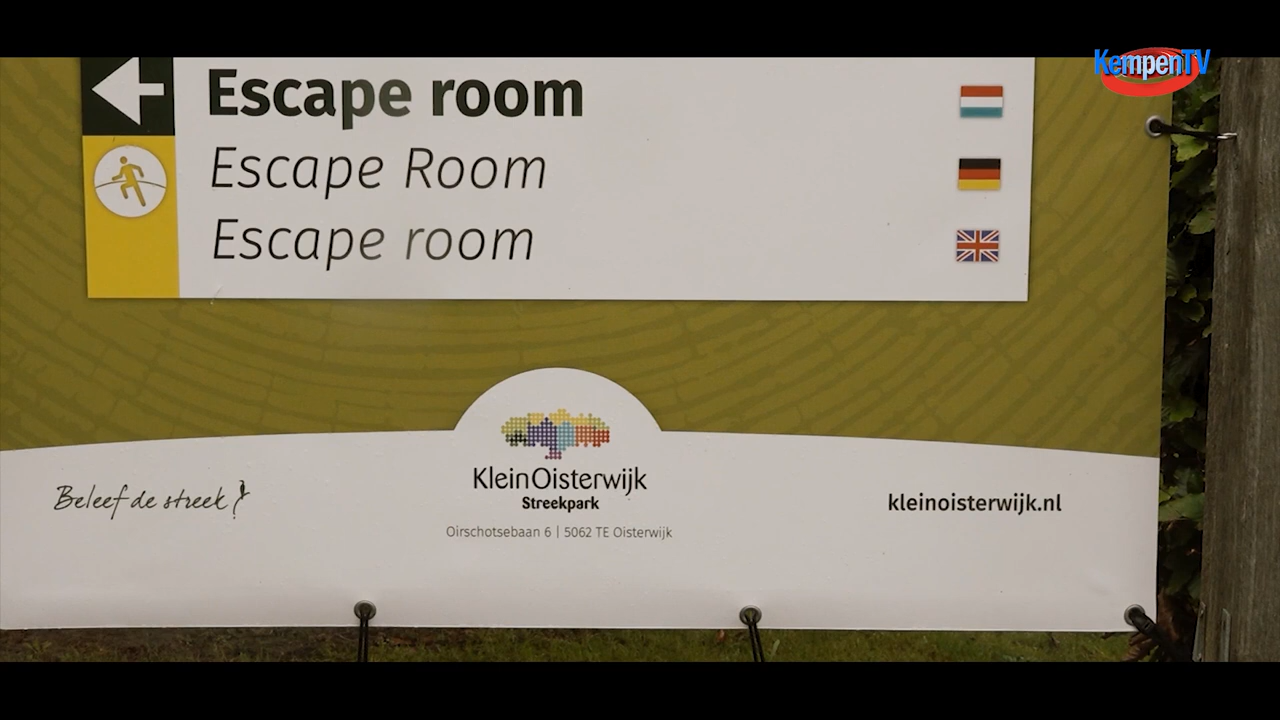 KempenTV
Escape room
Escape Room
Escape room
KleinOisterwijk
Streekpark
Beleef de streek
kleinoisterwijk.nl
Oirschotsebaan 6 | 5062 TE Oisterwijk